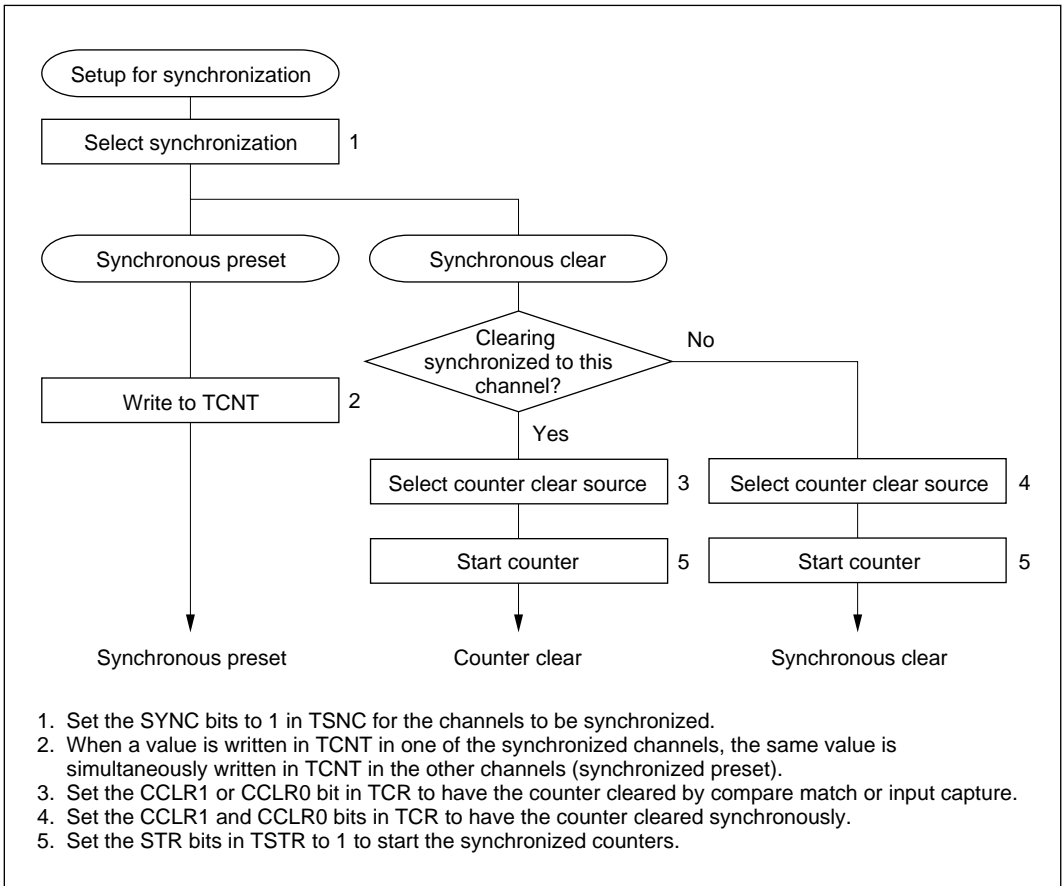 Setup for synchronization
Select synchronization 1
Synchronous preset
Synchronous clear
Clearing
synchronized to this
channel?
No
Write to TCNT 2
Yes
Select counter clear source 3
Select counter clear source 4
Start counter 5
Start counter 5
Synchronous preset
Counter clear
Synchronous clear
1. Set the SYNC bits to 1 in TSNC for the channels to be synchronized.
2. When a value is written in TCNT in one of the synchronized channels, the same value is
simultaneously written in TCNT in the other channels (synchronized preset).
3. Set the CCLR1 or CCLR0 bit in TCR to have the counter cleared by compare match or input capture.
4. Set the CCLR1 and CCLR0 bits in TCR to have the counter cleared synchronously.
5. Set the STR bits in TSTR to 1 to start the synchronized counters.